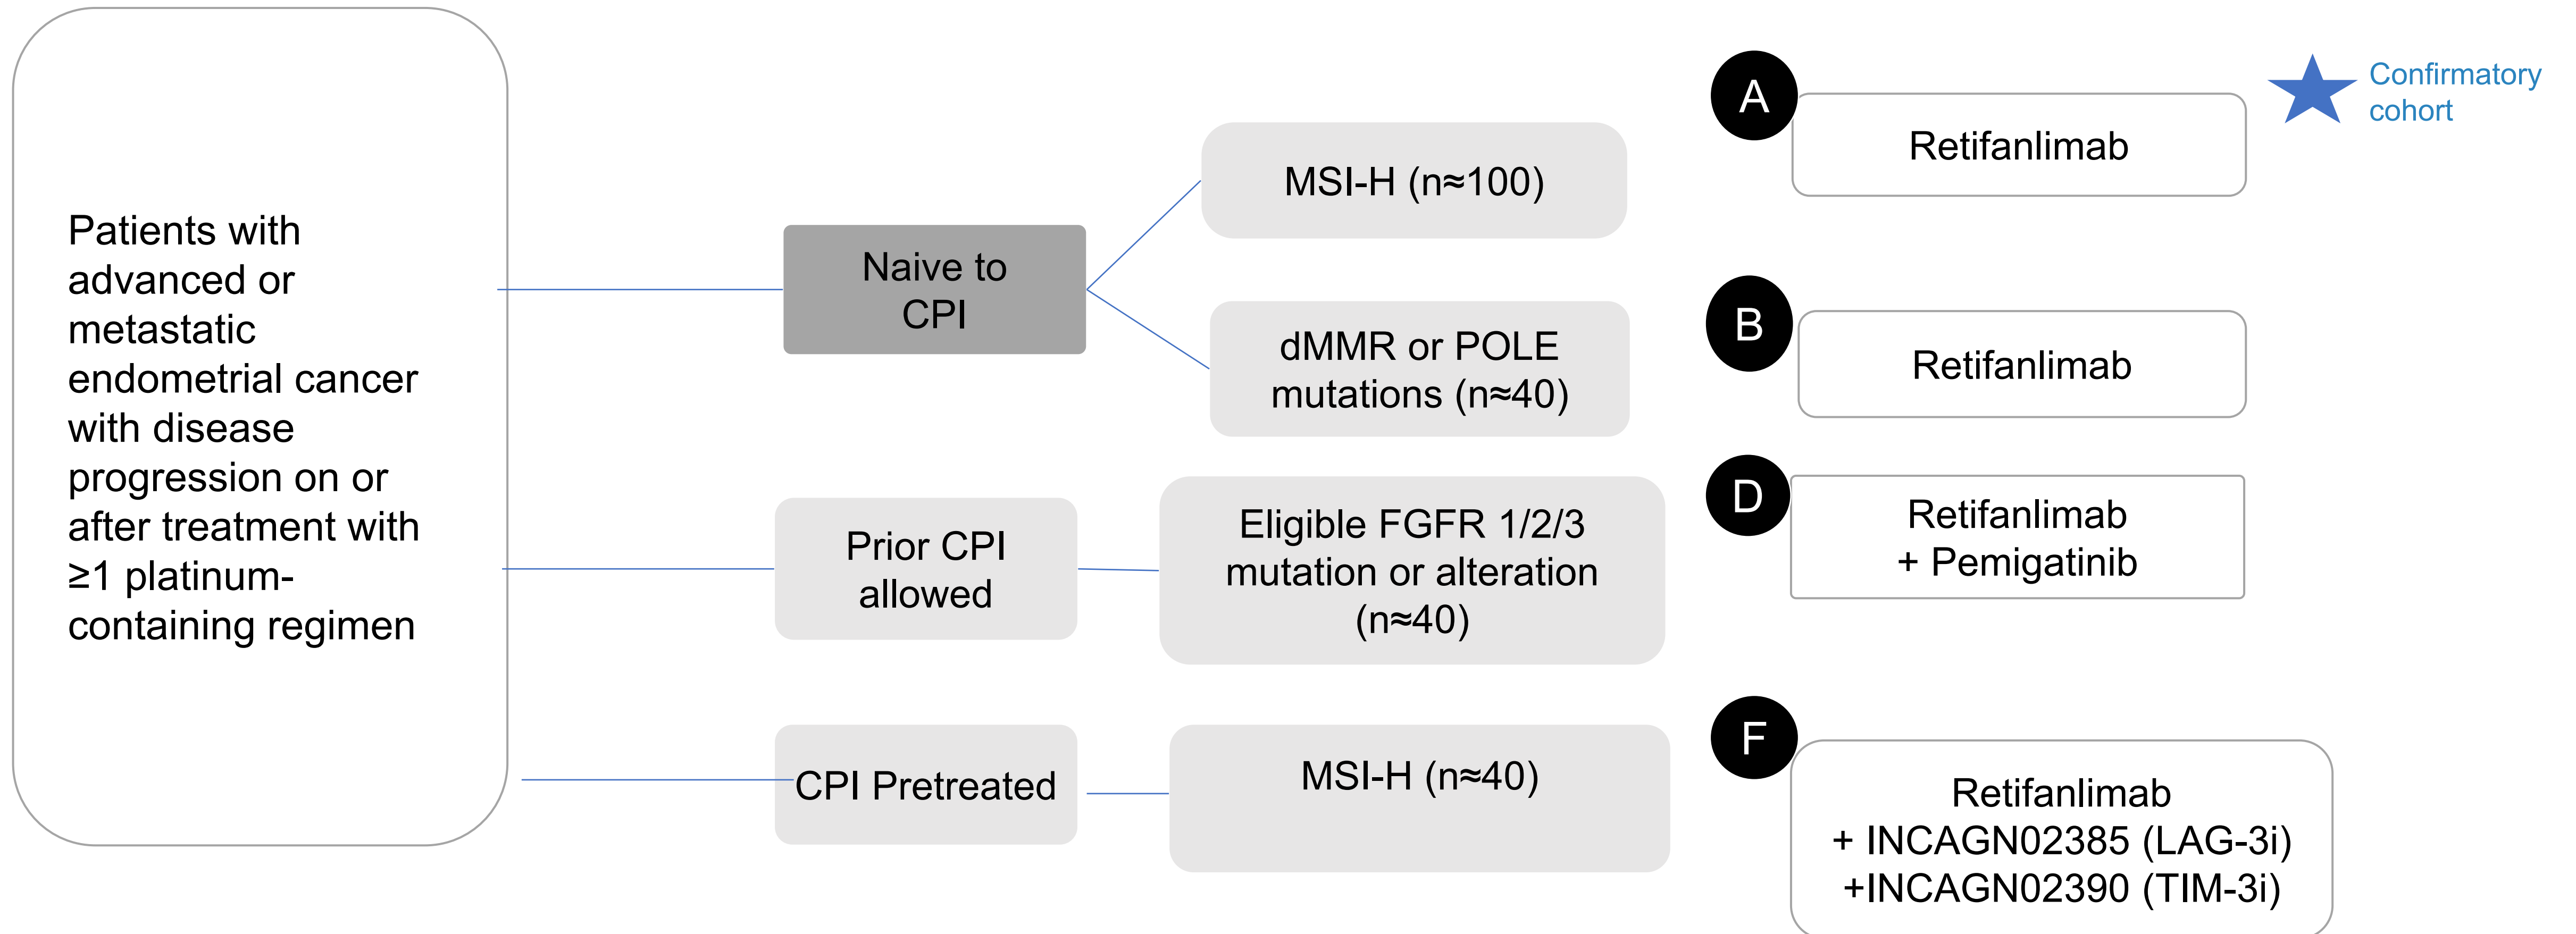 Patients with
advanced or
metastatic
endometrial cancer
with disease
progression on or
after treatment with
≥1 platinum-
containing regimen
Naive to
CPI
MSI-H (n≈100)
dMMR or POLE
mutations (n≈40)
Prior CPI
allowed
Eligible FGFR 1/2/3
mutation or alteration
(n≈40)
CPI Pretreated
MSI-H (n≈40)
A
Retifanlimab
Confirmatory
cohort
B
Retifanlimab
D
Retifanlimab
+ Pemigatinib
F
Retifanlimab
+ INCAGN02385 (LAG-3i)
+INCAGN02390 (TIM-3i)